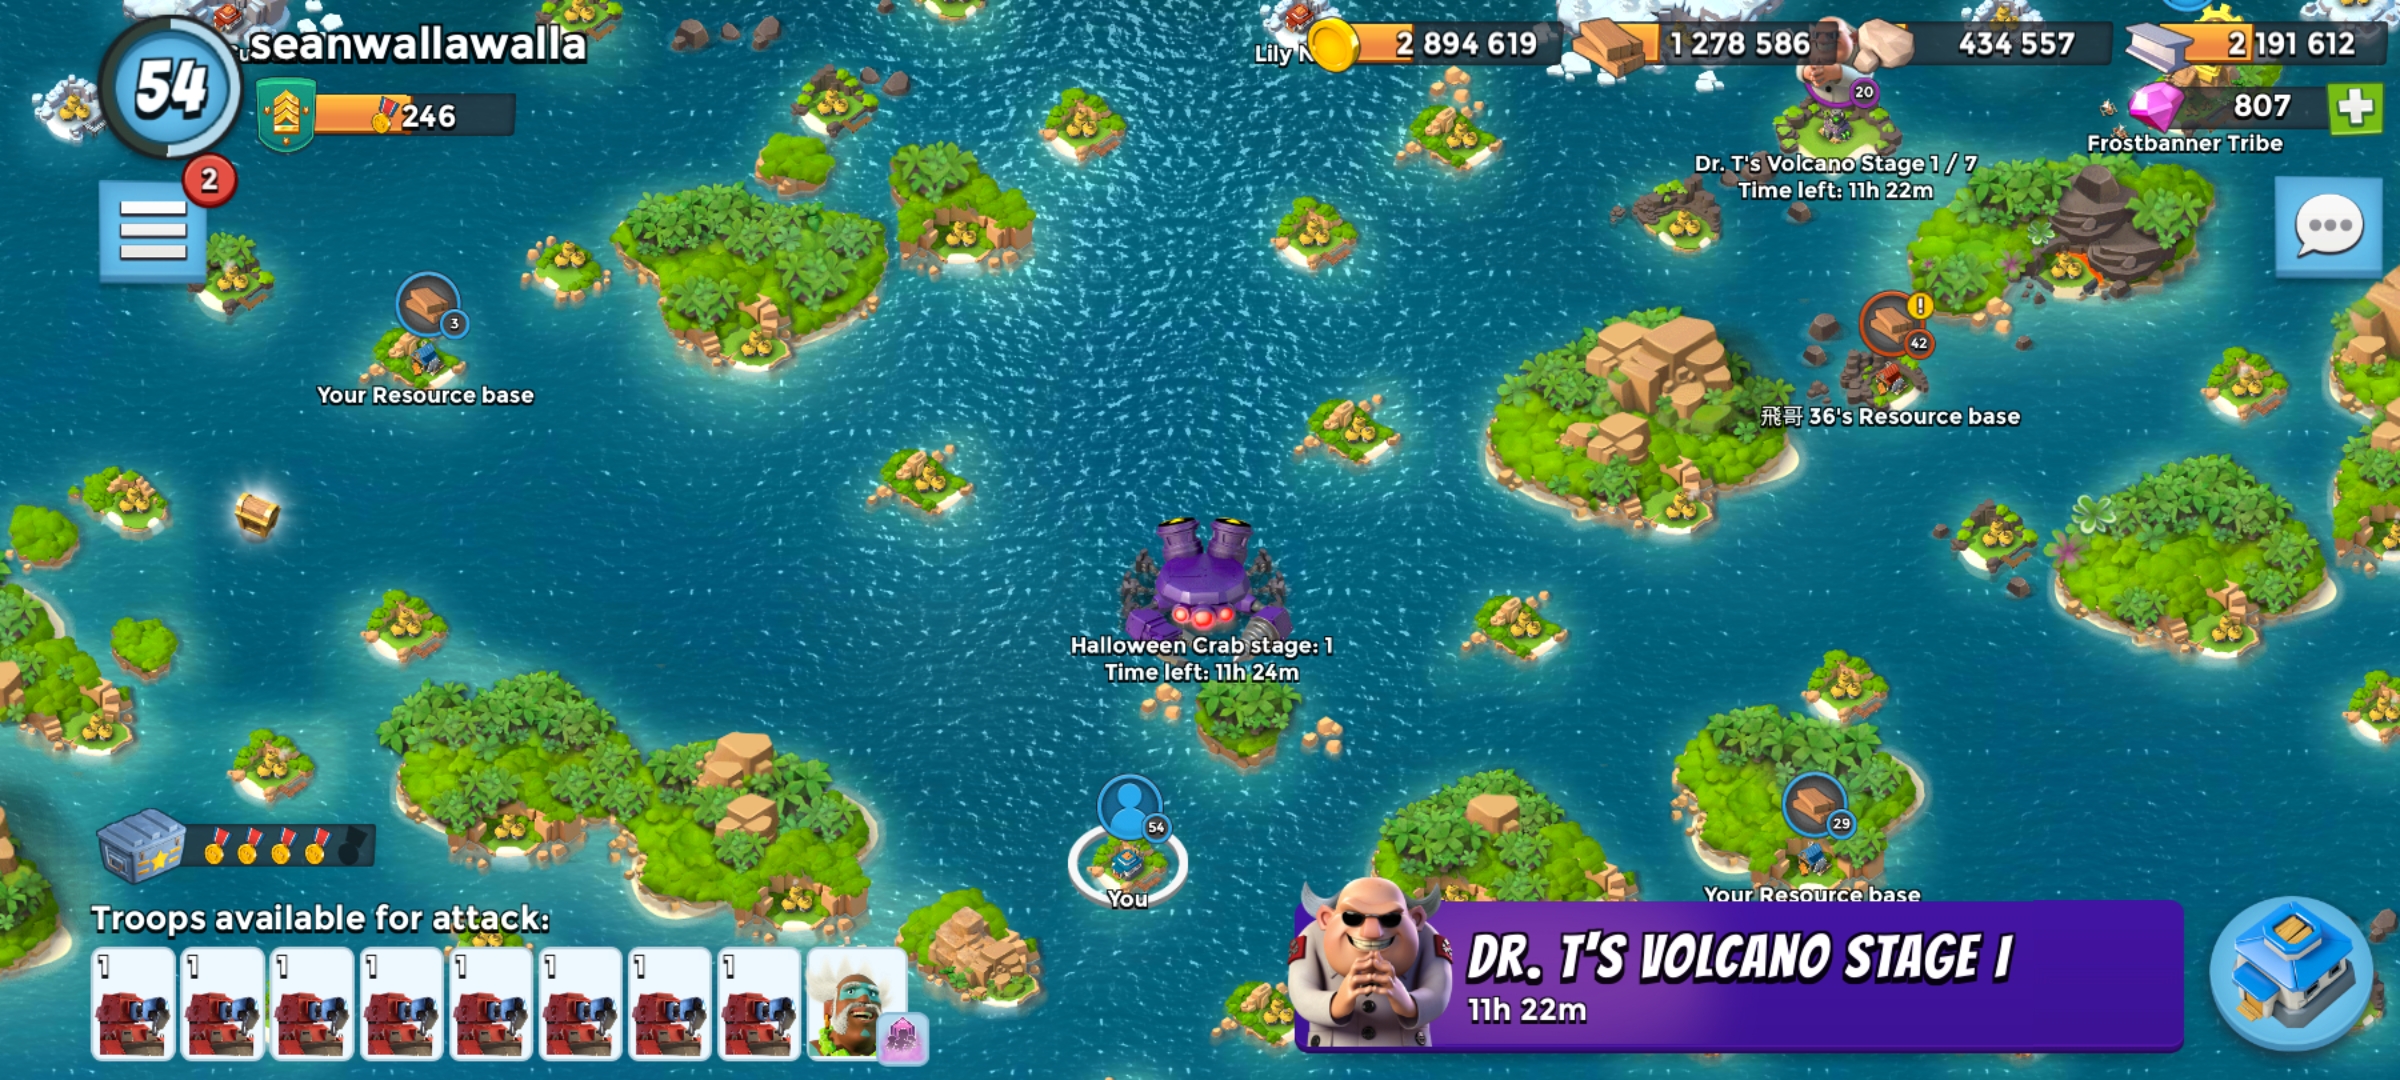 54
seanwallawalla
246
2
Lily N
2 894 619
1 278 586
434 557
2 191 612
807
20
Dr. T's Volcano Stage 1 / 7
Time left: 11h 22m
Frostbanner Tribe
3
Your Resource base
!
42
飛哥 36's Resource base
Halloween Crab stage: 1
Time left: 11h 24m
54
You
29
Your Resource base
Troops available for attack:
1 1 1 1 1 1 1 1
DR. T'S VOLCANO STAGE 1
11h 22m